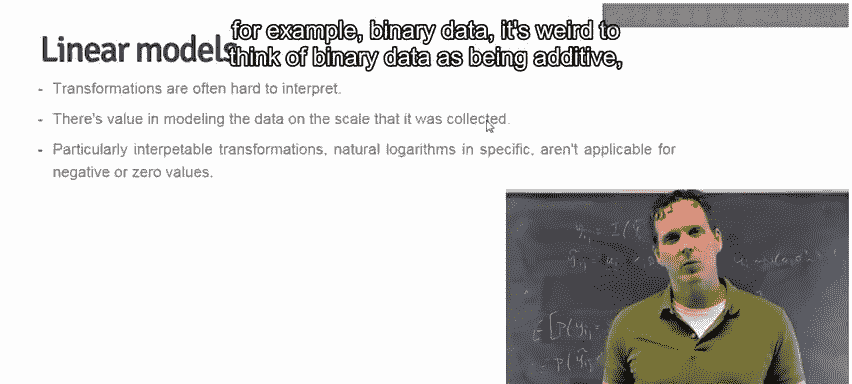 for example, binary data, it's weird to
think of binary data as being additive,
Linear models
- Transformations are often hard to interpret.
- There's value in modeling the data on the scale that it was collected.
- Particularly interpetable transformations, natural logarithms in specific, aren't applicable for
negative or zero values.